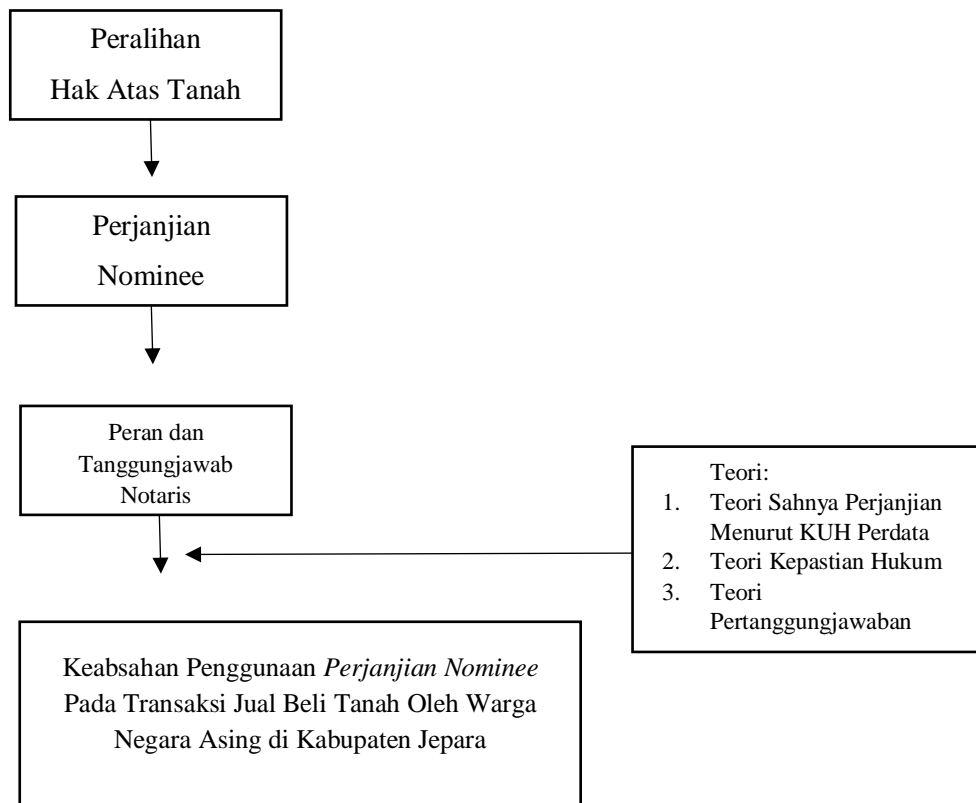 Peralihan
Hak Atas Tanah
Perjanjian
Nominee
Peran dan
Tanggungjawab
Notaris
Teori:
1. Teori Sahnya Perjanjian
Menurut KUH Perdata
2. Teori Kepastian Hukum
3. Teori
Pertanggungjawaban
Keabsahan Penggunaan Perjanjian Nominee
Pada Transaksi Jual Beli Tanah Oleh Warga
Negara Asing di Kabupaten Jepara